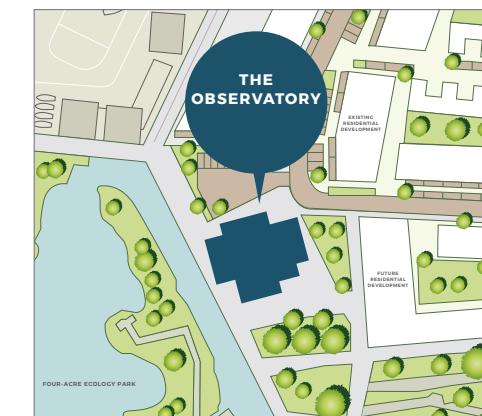 THE
OBSERVATORY
EXISTING
RESIDENTIAL
DEVELOPMENT
FUTURE
RESIDENTIAL
DEVELOPMENT
FOUR-ACRE ECOLOGY PARK